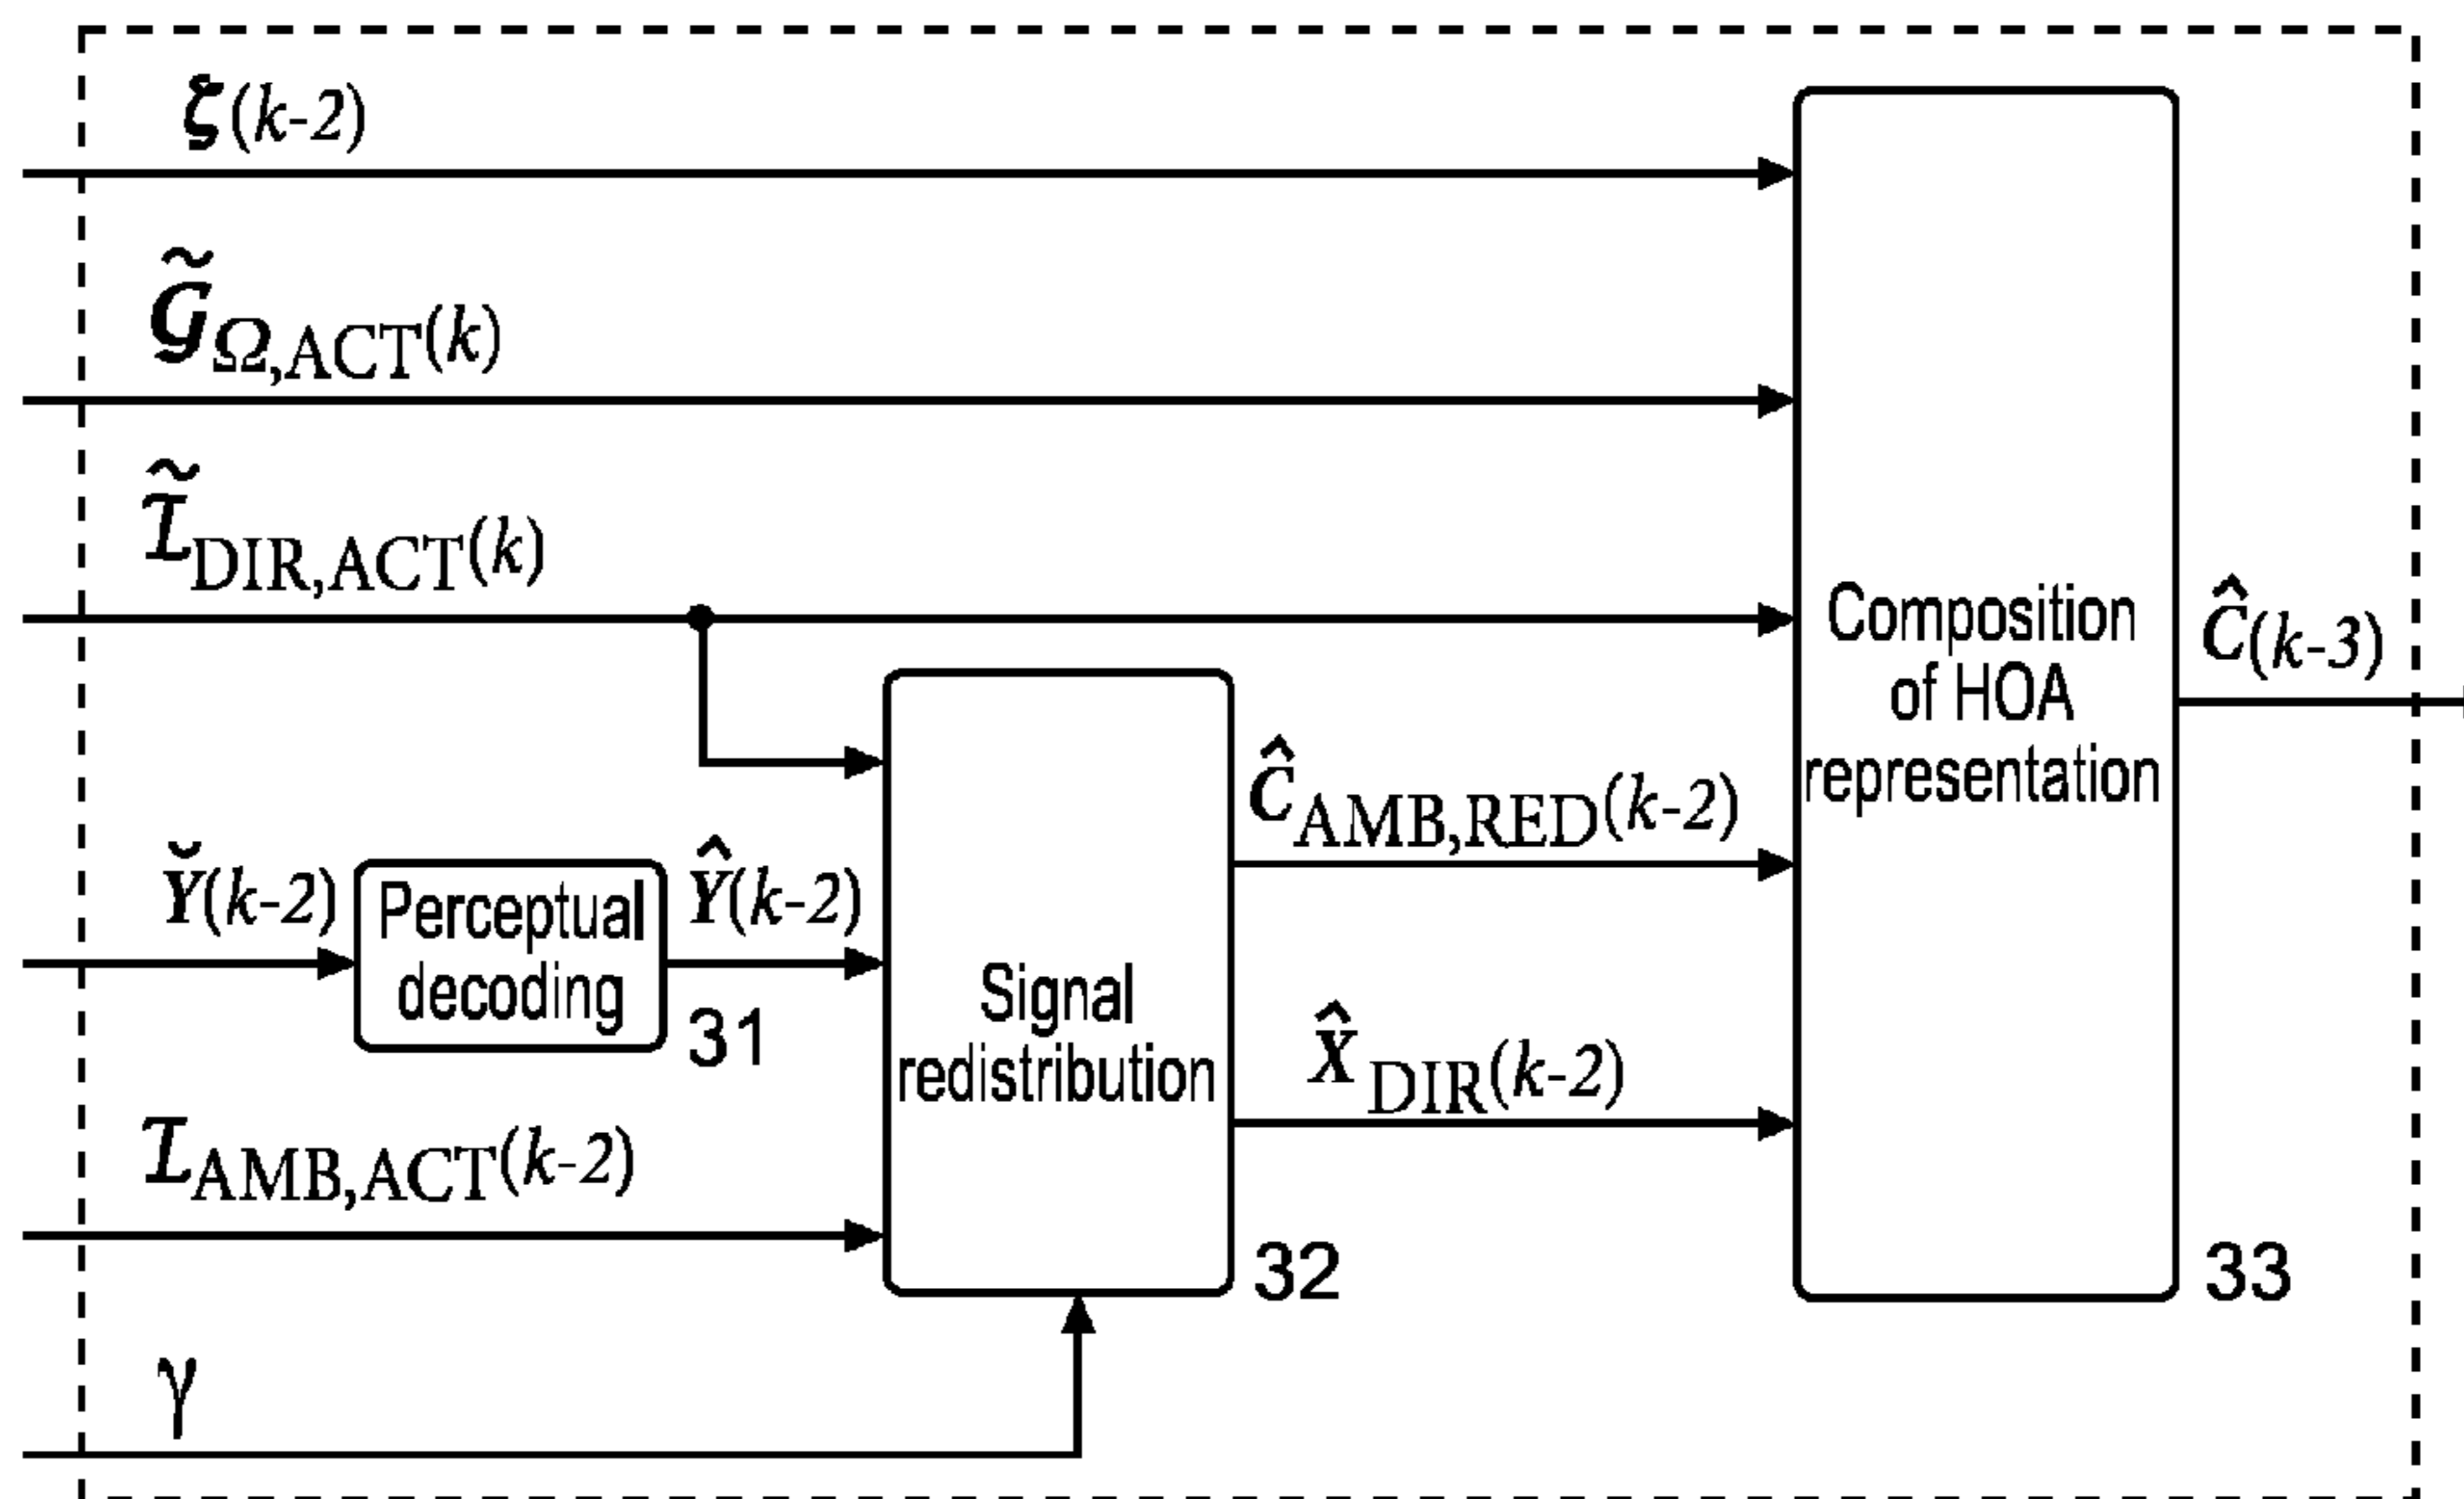 ζ(k-2)
G̃Ω,ACT(k)
ĨDIR,ACT(k)
Composition
of HOA
representation
Ĉ(k-3)
ĈAMB,RED(k-2)
Y̆(k-2)
Perceptual
decoding
31
Ŷ(k-2)
Signal
redistribution
X̂DIR(k-2)
IAMB,ACT(k-2)
32
33
γ